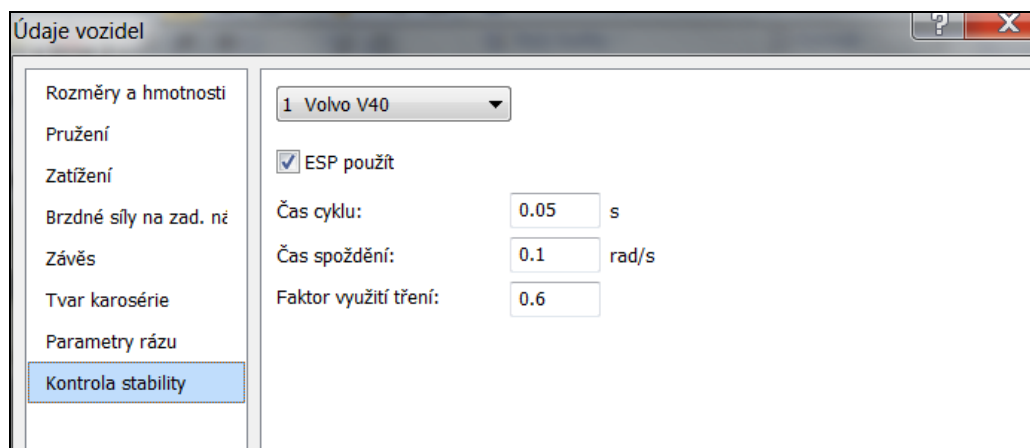 Údaje vozidel
Rozměry a hmotnosti
Pružení
Zatížení
Brzdné síly na zad. ná
Závěs
Tvar karosérie
Parametry rázu
Kontrola stability
1 Volvo V40
ESP použít
Čas cyklu: 0.05 s
Čas spoždění: 0.1 rad/s
Faktor využití tření: 0.6